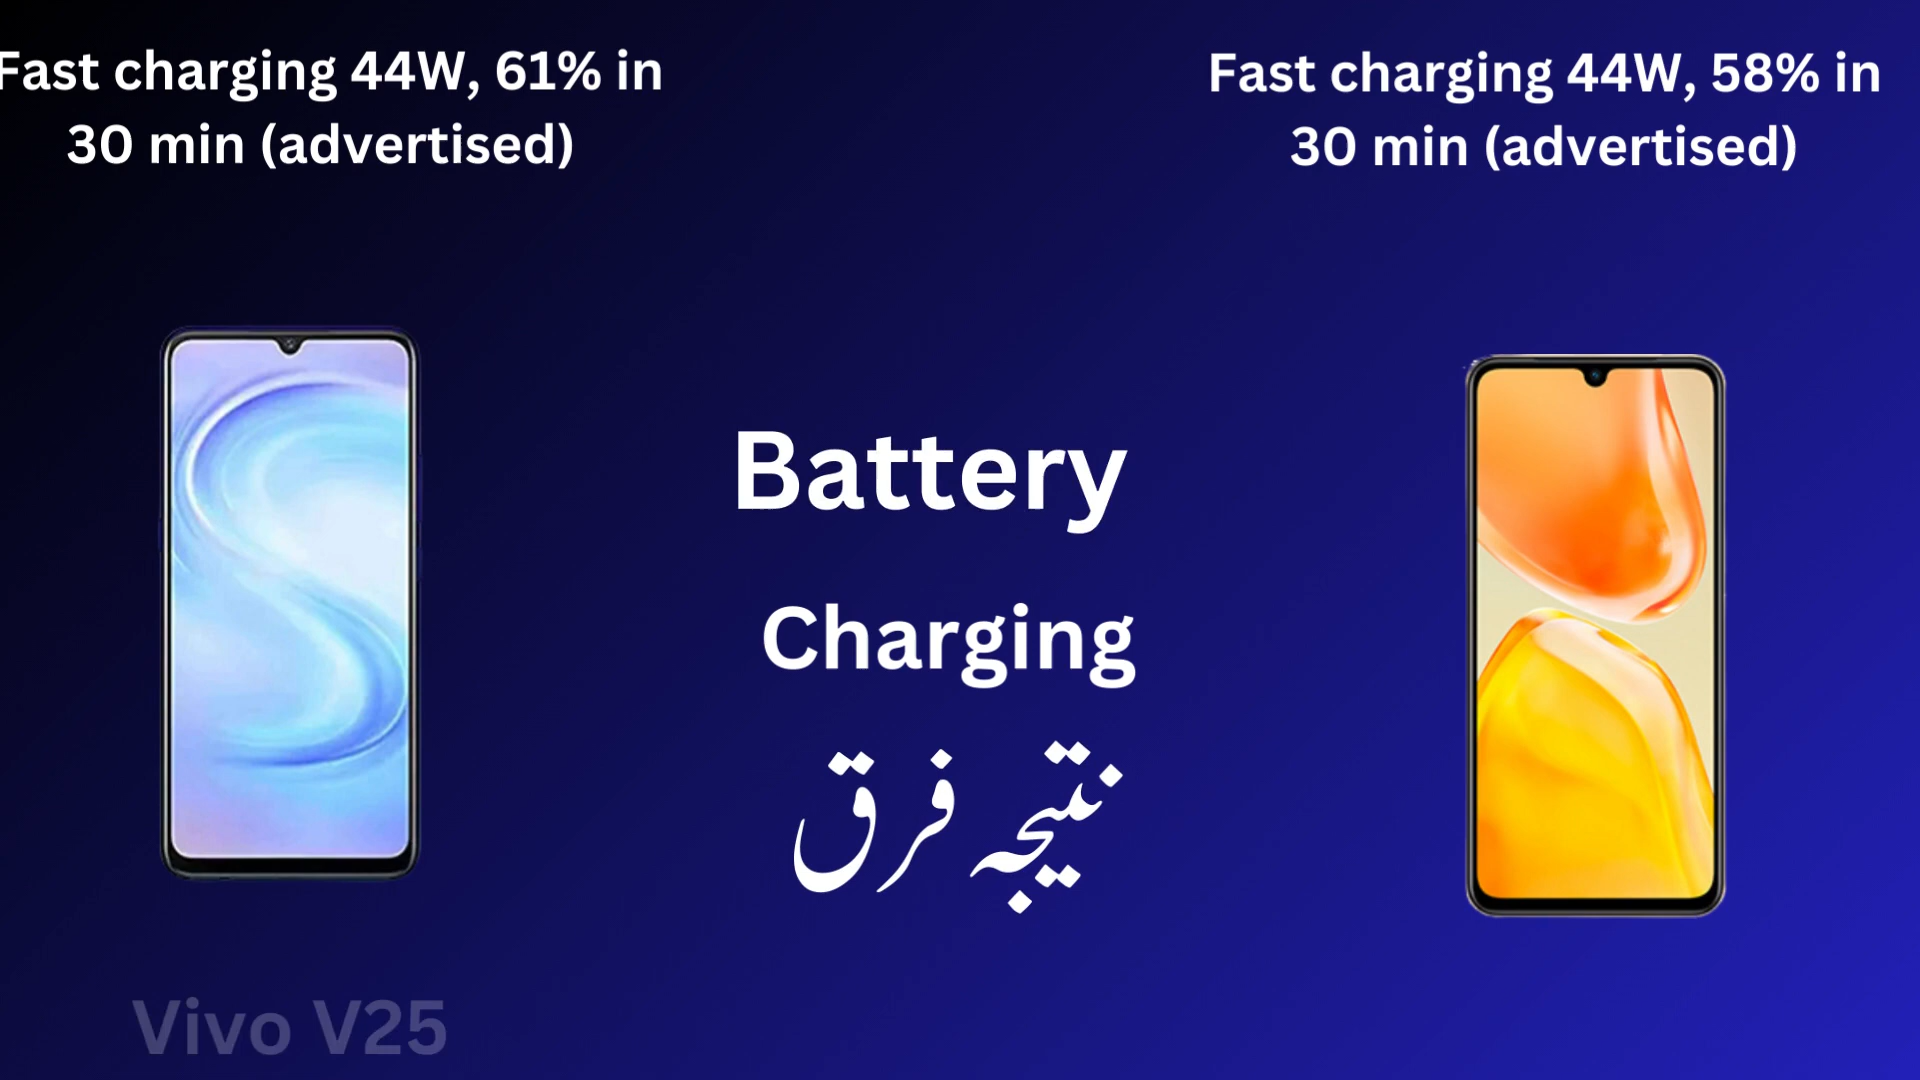 Fast charging 44W, 61% in
30 min (advertised)
Fast charging 44W, 58% in
30 min (advertised)
Battery
Charging
نتیجہ فرق
Vivo V25